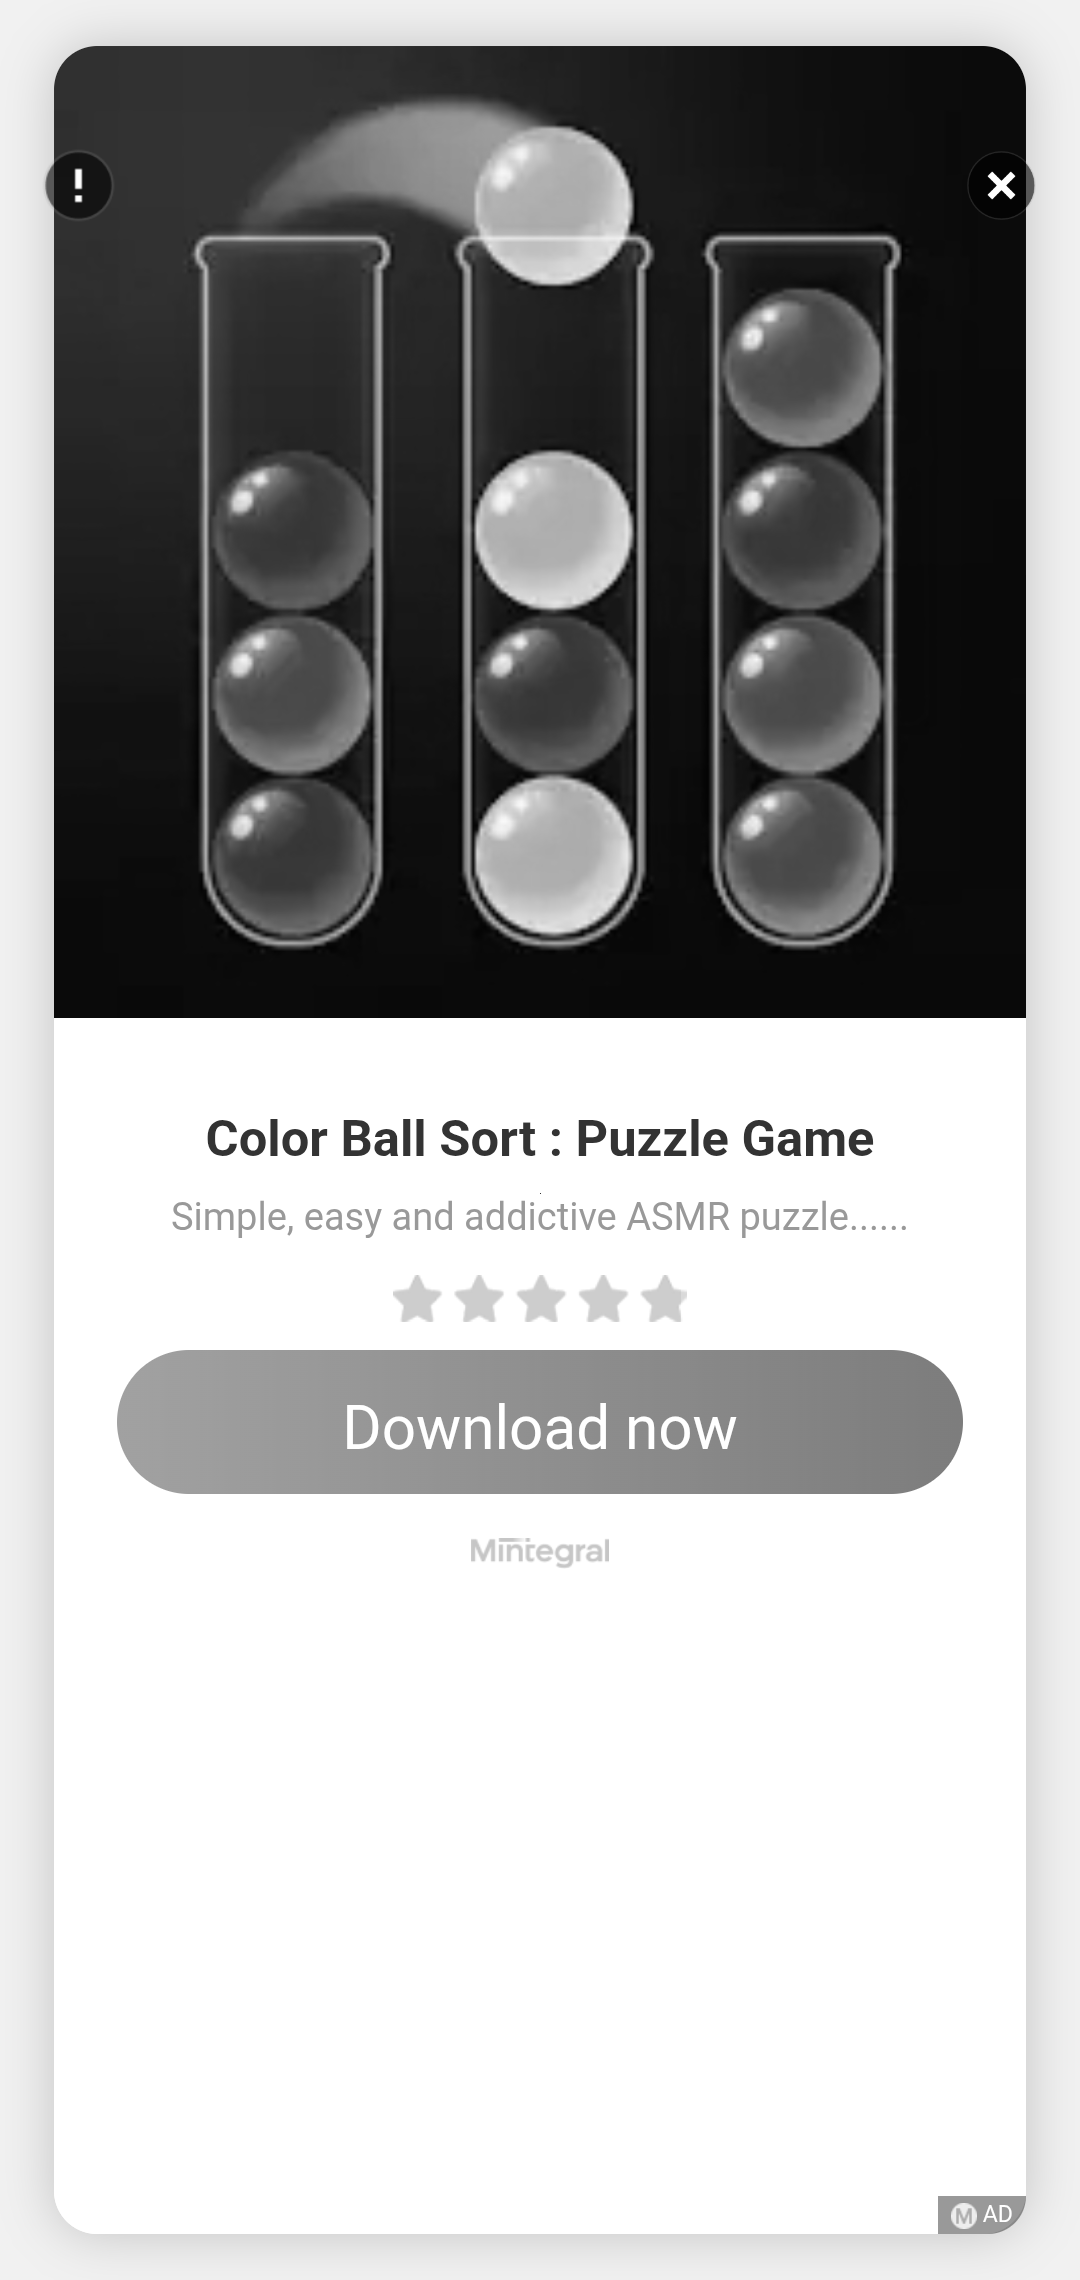 Color Ball Sort : Puzzle Game
Simple, easy and addictive ASMR puzzle......
Download now
Mintegral
M AD